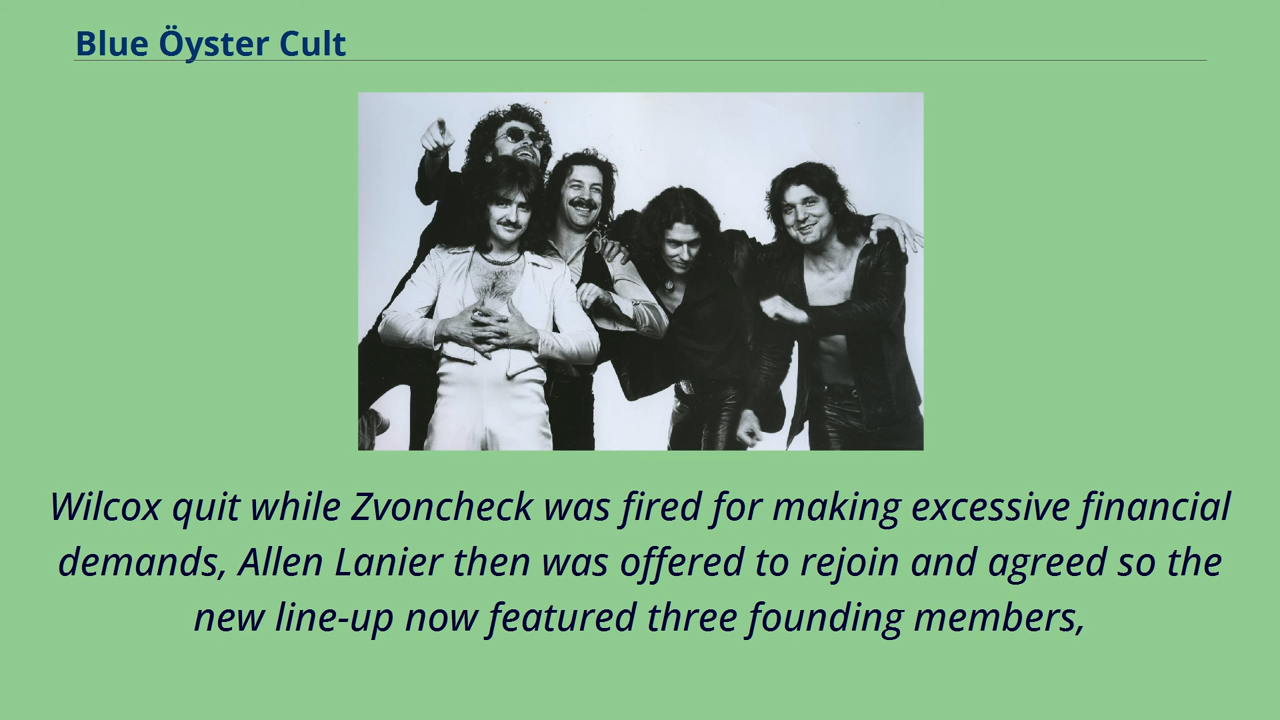 Blue Öyster Cult
Wilcox quit while Zvoncheck was fired for making excessive financial
demands, Allen Lanier then was offered to rejoin and agreed so the
new line-up now featured three founding members,